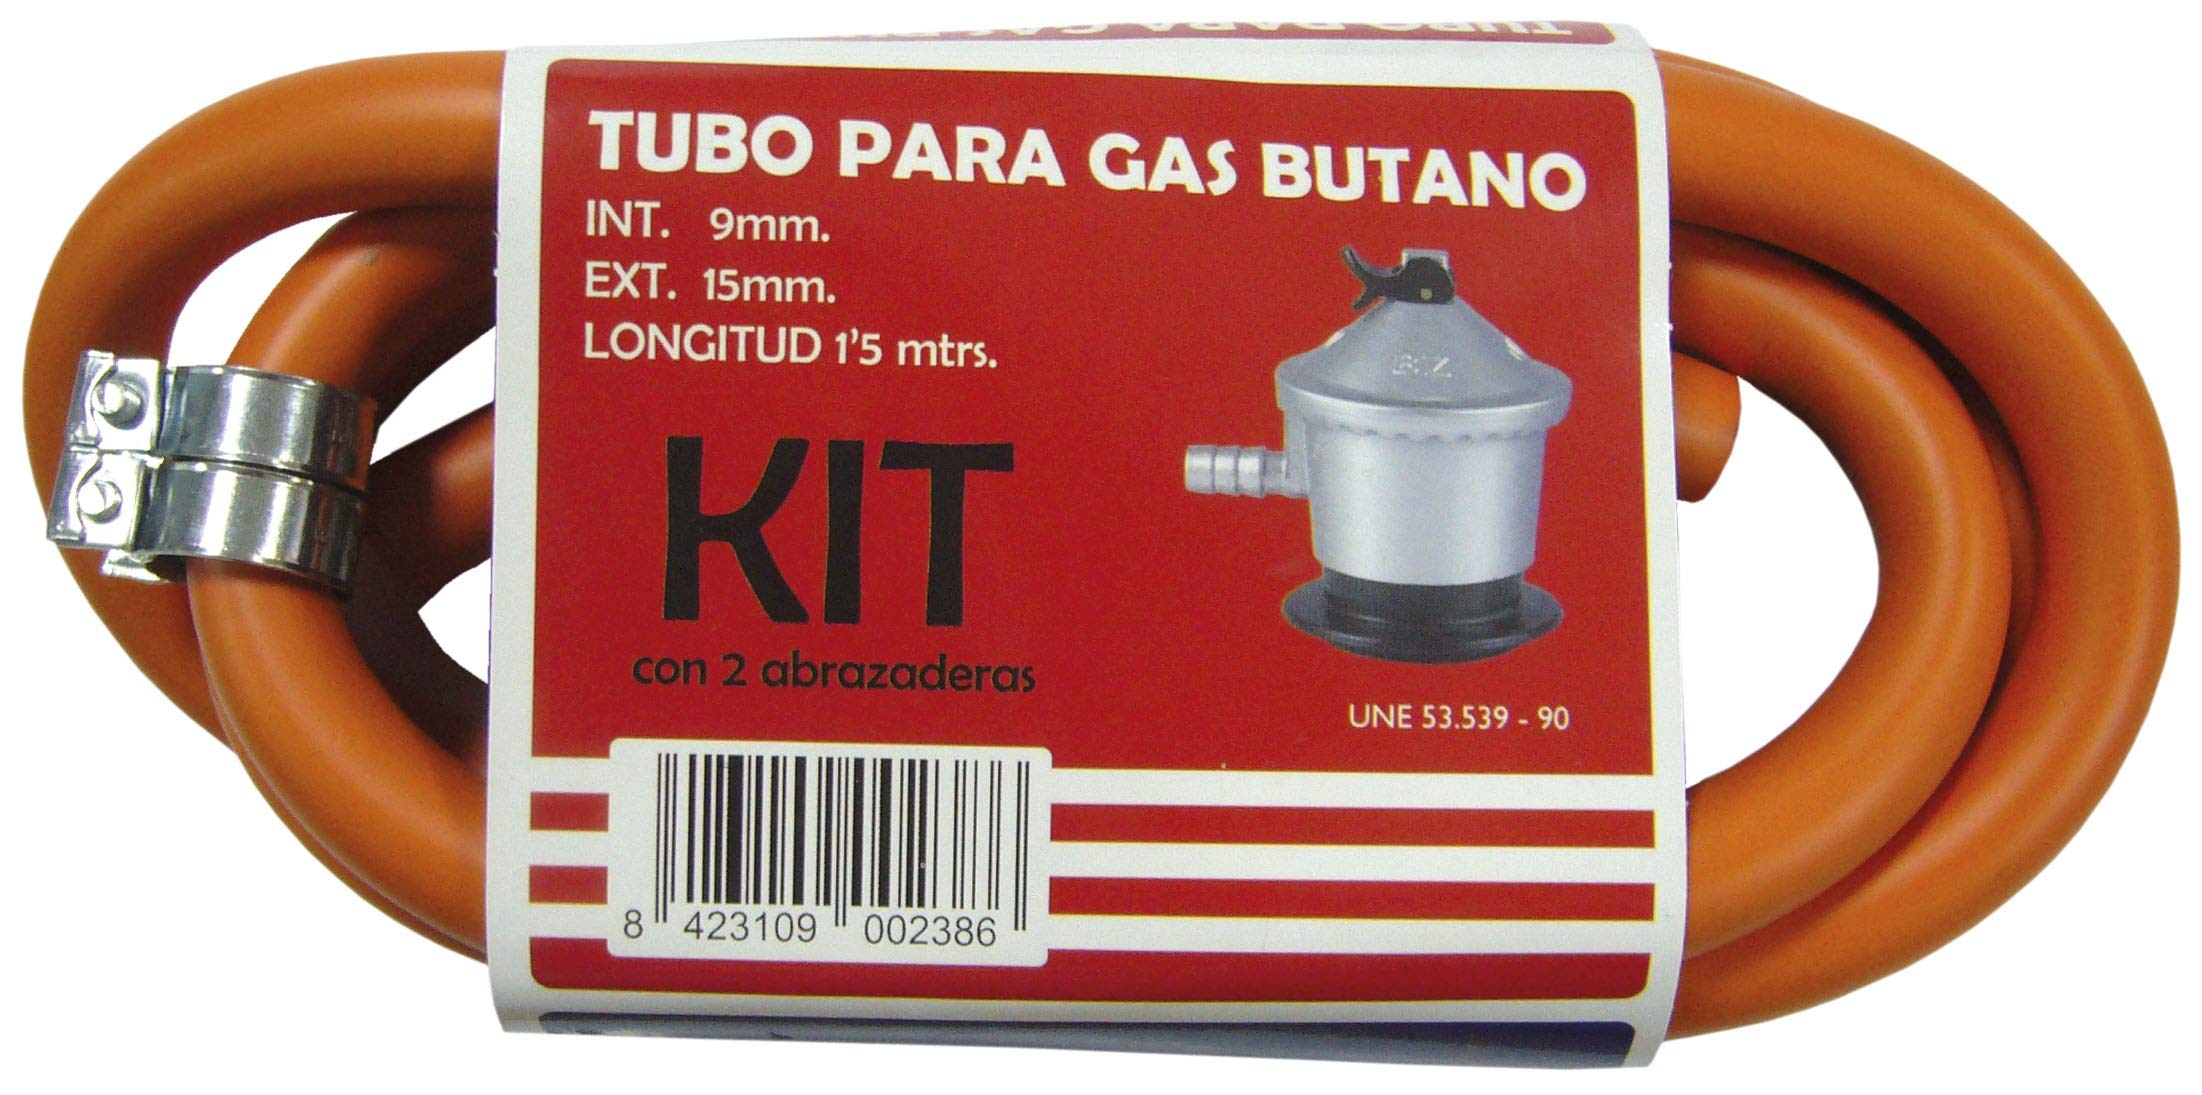 TUBO PARA GAS BUTANO
INT. 9mm.
EXT. 15mm.
LONGITUD 1'5 mtrs.
KIT
con 2 abrazaderas
UNE 53.539 - 90
8 423109 002386